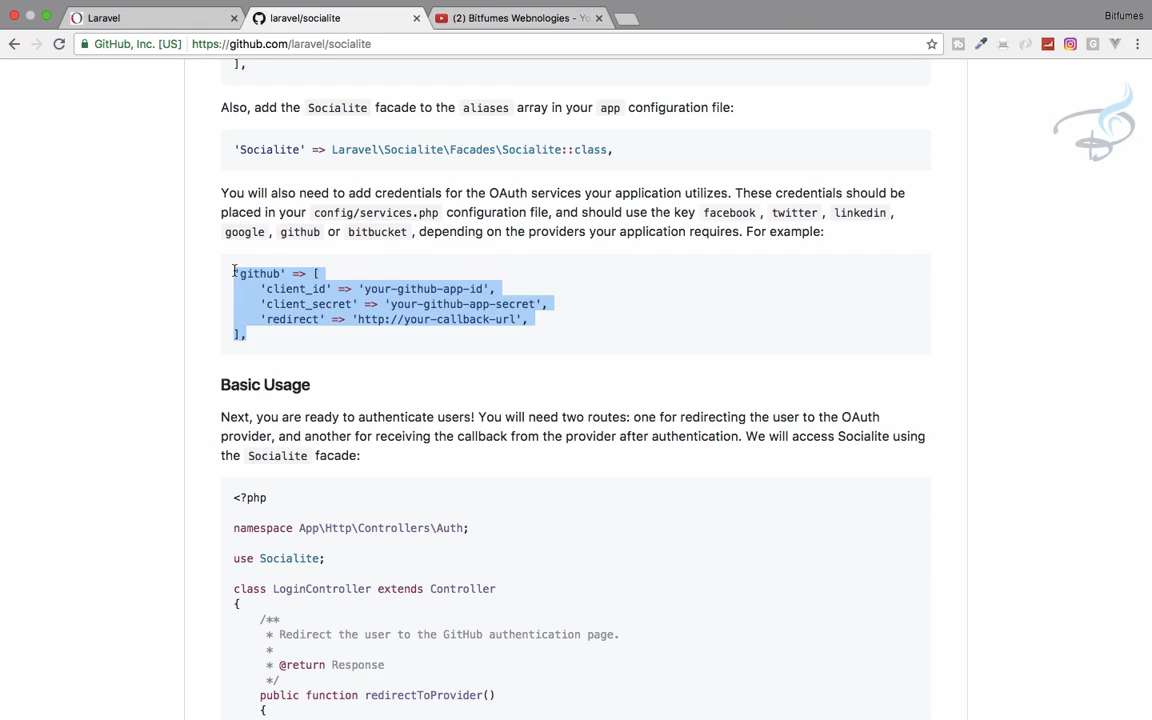 Laravel
laravel/socialite
(2) Bitfumes Webnologies - Yo
Bitfumes
GitHub, Inc. [US]
https://github.com/laravel/socialite
],
Also, add the Socialite facade to the aliases array in your app configuration file:
'Socialite' => Laravel\Socialite\Facades\Socialite::class,
You will also need to add credentials for the OAuth services your application utilizes. These credentials should be
placed in your config/services.php configuration file, and should use the key facebook, twitter, linkedin,
google, github or bitbucket, depending on the providers your application requires. For example:
'github' => [
'client_id' => 'your-github-app-id',
'client_secret' => 'your-github-app-secret',
'redirect' => 'http://your-callback-url',
],
Basic Usage
Next, you are ready to authenticate users! You will need two routes: one for redirecting the user to the OAuth
provider, and another for receiving the callback from the provider after authentication. We will access Socialite using
the Socialite facade:
<?php
namespace App\Http\Controllers\Auth;
use Socialite;
class LoginController extends Controller
{
/**
* Redirect the user to the GitHub authentication page.
*
* @return Response
*/
public function redirectToProvider()
{